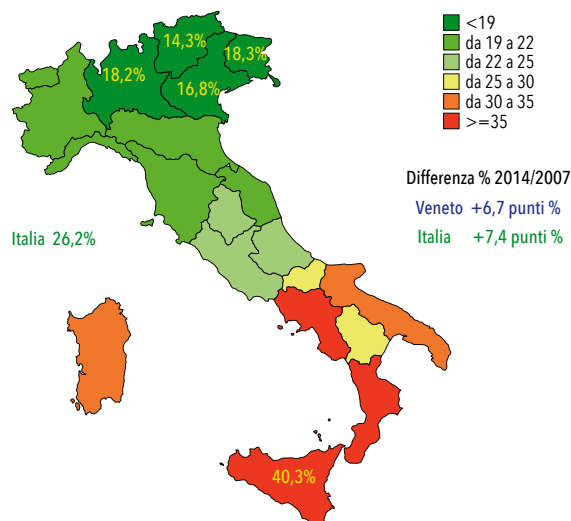 14,3%
18,3%
18,2%
16,8%
<19
da 19 a 22
da 22 a 25
da 25 a 30
da 30 a 35
>=35
Differenza % 2014/2007
Veneto +6,7 punti %
Italia +7,4 punti %
Italia 26,2%
40,3%